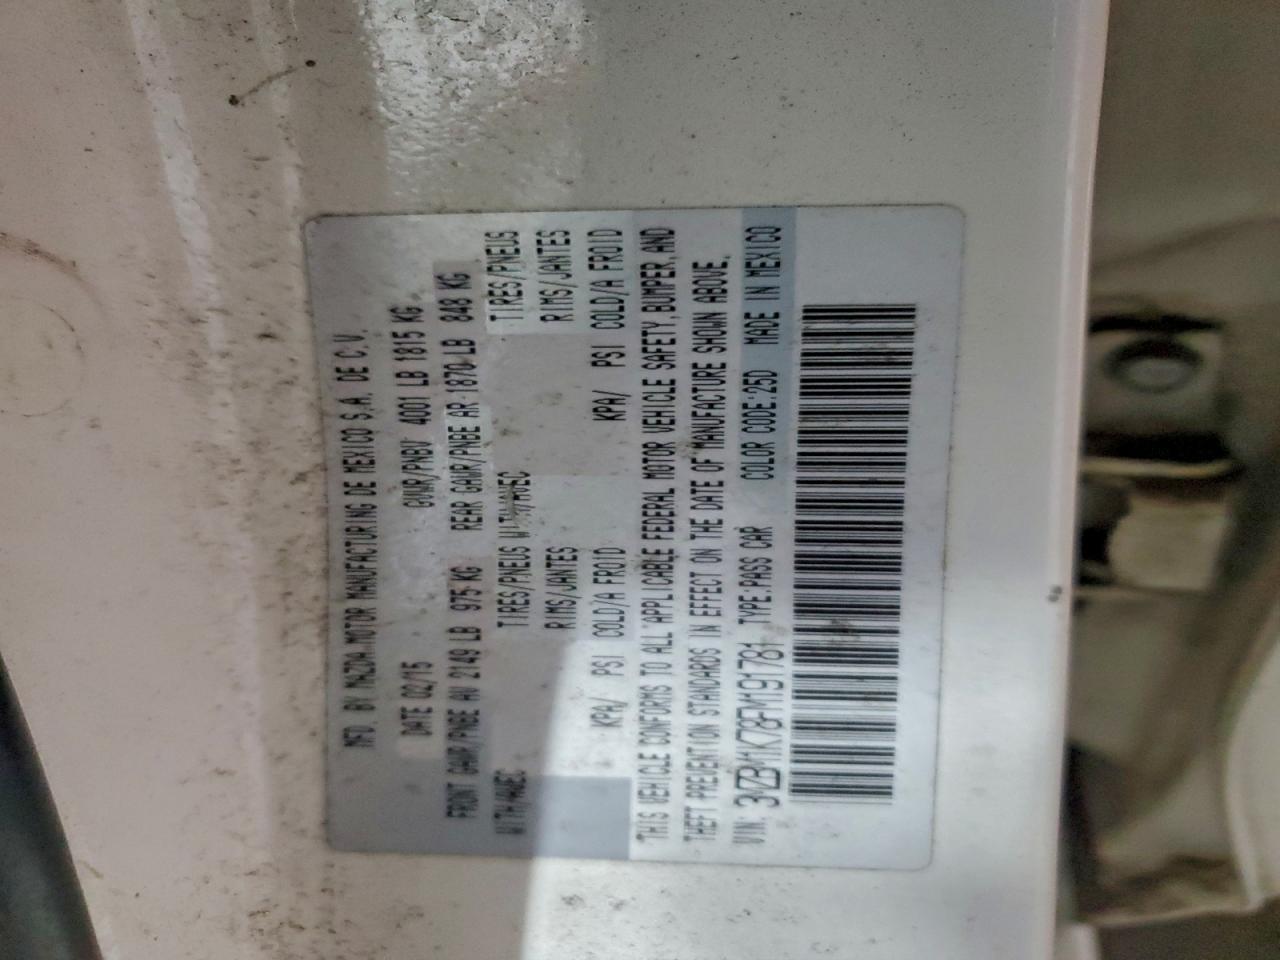 MFD. BY MAZDA MOTOR MANUFACTURING DE MEXICO S.A. DE C.V.
DATE 02/15 GVWR/PNBV 4001 LB 1815 KG
FRONT GAWR/PNBE AV 2149 LB 975 KG REAR GAWR/PNBE AR 1870 LB 848 KG
WITH/AVEC TIRES/PNEUS WITH/AVEC TIRES/PNEUS
RIMS/JANTES RIMS/JANTES
KPA/ PSI COLD/A FROID KPA/ PSI COLD/A FROID
THIS VEHICLE CONFORMS TO ALL APPLICABLE FEDERAL MOTOR VEHICLE SAFETY, BUMPER, AND
THEFT PREVENTION STANDARDS IN EFFECT ON THE DATE OF MANUFACTURE SHOWN ABOVE.
VIN: 3MZBM1K78FM191781 TYPE:PASS CAR COLOR CODE:25D MADE IN MEXICO